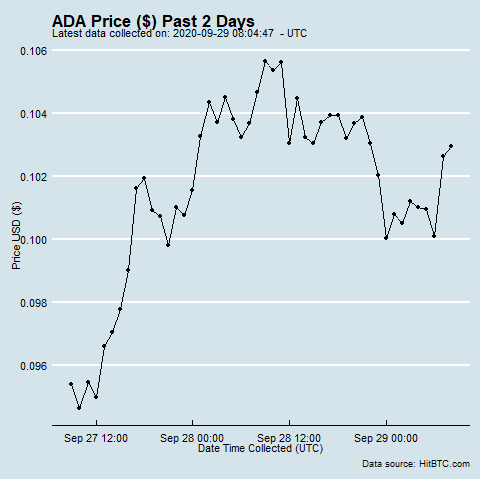 ADA Price ($) Past 2 Days
Latest data collected on: 2020-09-29 08:04:47 - UTC
0.106
0.104
0.102
0.100
0.098
0.096
Price USD ($)
Sep 27 12:00
Sep 28 00:00
Sep 28 12:00
Sep 29 00:00
Date Time Collected (UTC)
Data source: HitBTC.com